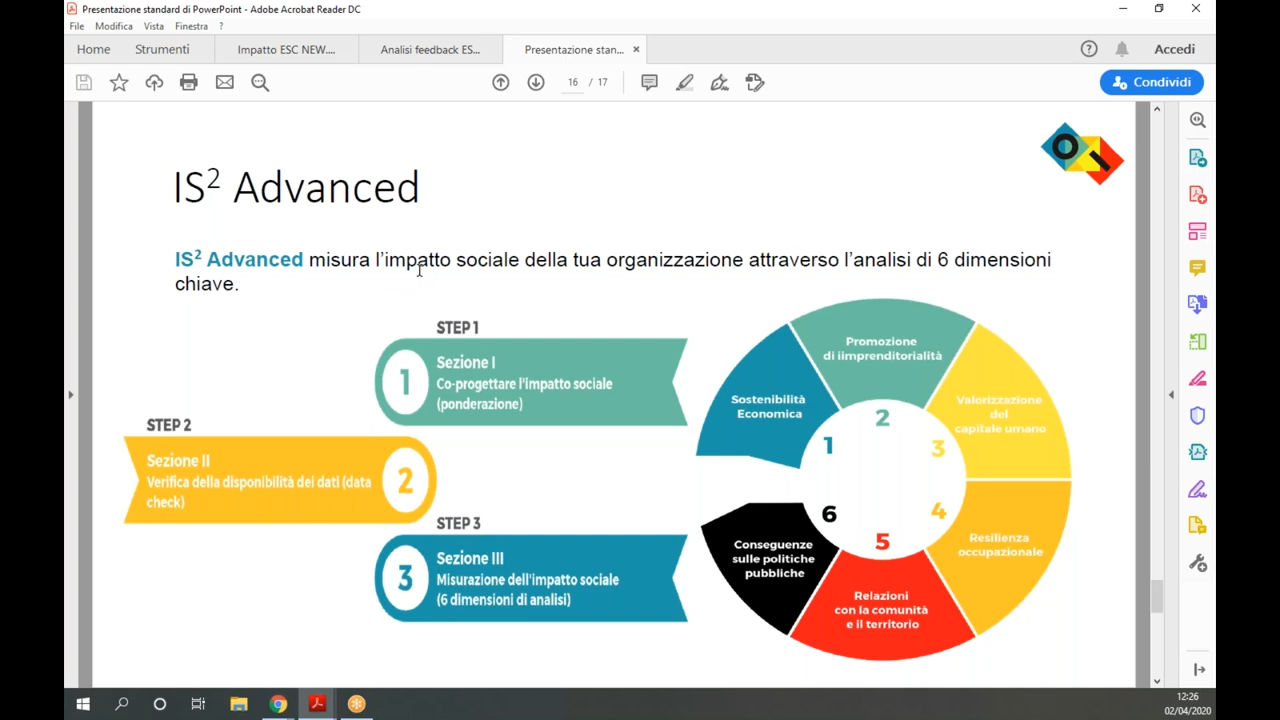 Presentazione standard di PowerPoint - Adobe Acrobat Reader DC
File Modifica Vista Finestra ?
Home Strumenti Impatto ESC NEW.... Analisi feedback ES... Presentazione stan... × Accedi
16 / 17 Condividi
IS² Advanced
IS² Advanced misura l'impatto sociale della tua organizzazione attraverso l'analisi di 6 dimensioni
chiave.
STEP 1
1
Sezione I
Co-progettare l'impatto sociale
(ponderazione)
STEP 2
Sezione II
Verifica della disponibilità dei dati (data
check)
2
STEP 3
3
Sezione III
Misurazione dell'impatto sociale
(6 dimensioni di analisi)
Sostenibilità
Economica
1
Promozione
di iimprenditorialità
2
Valorizzazione
del
capitale umano
3
Resilienza
occupazionale
4
Relazioni
con la comunità
e il territorio
5
Conseguenze
sulle politiche
pubbliche
6
12:26
02/04/2020